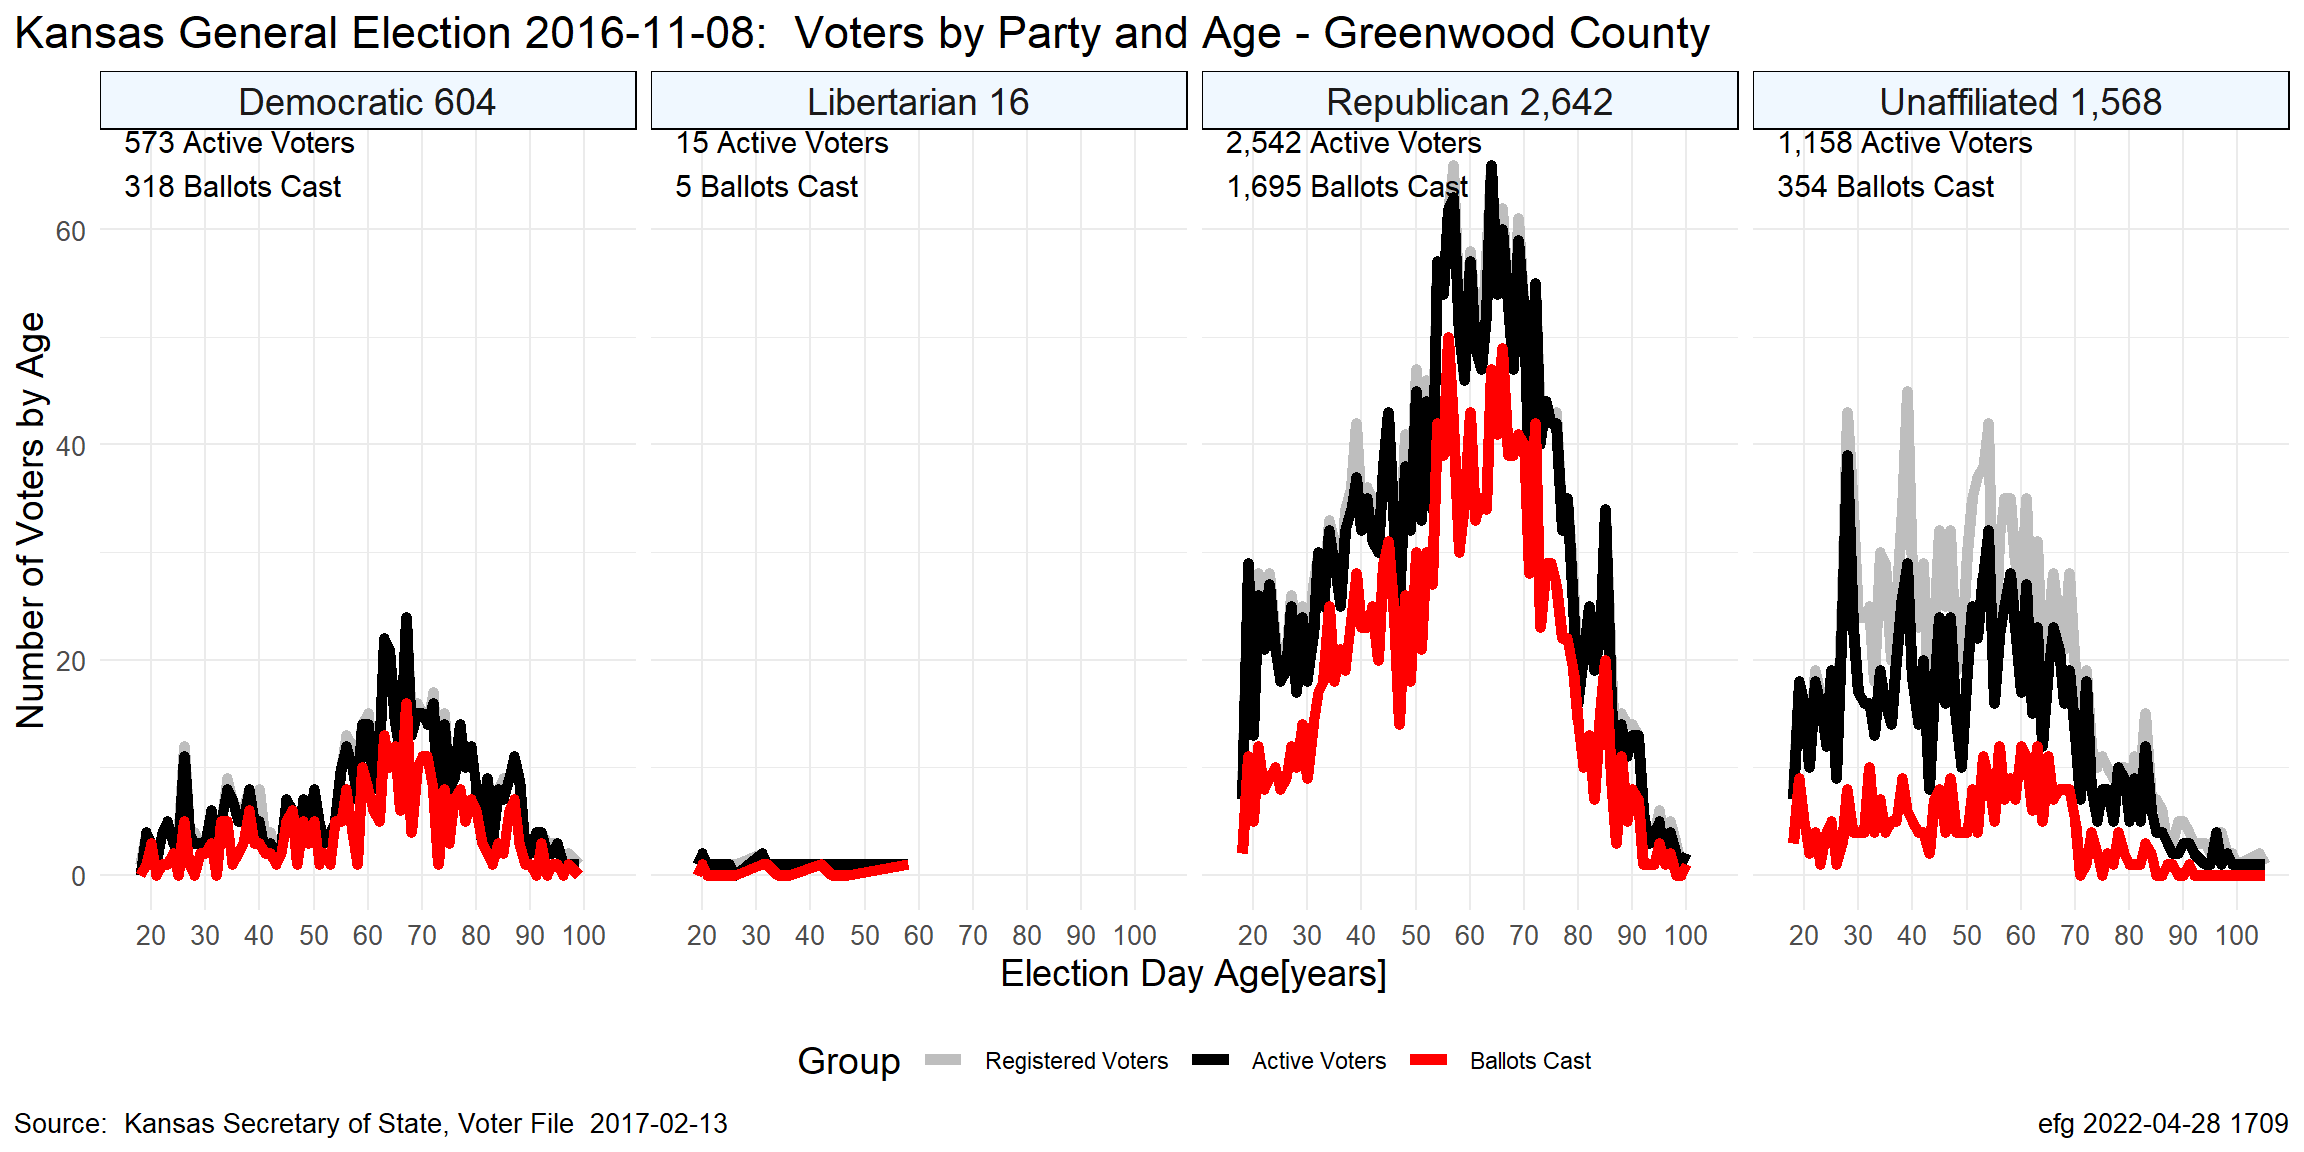 Kansas General Election 2016-11-08:  Voters by Party and Age - Greenwood County
Democratic 604
Libertarian 16
Republican 2,642
Unaffiliated 1,568
573 Active Voters
318 Ballots Cast
15 Active Voters
5 Ballots Cast
2,542 Active Voters
1,695 Ballots Cast
1,158 Active Voters
354 Ballots Cast
Number of Voters by Age
60
40
20
0
20 30 40 50 60 70 80 90 100
20 30 40 50 60 70 80 90 100
20 30 40 50 60 70 80 90 100
20 30 40 50 60 70 80 90 100
Election Day Age[years]
Group Registered Voters Active Voters Ballots Cast
Source:  Kansas Secretary of State, Voter File  2017-02-13
efg 2022-04-28 1709